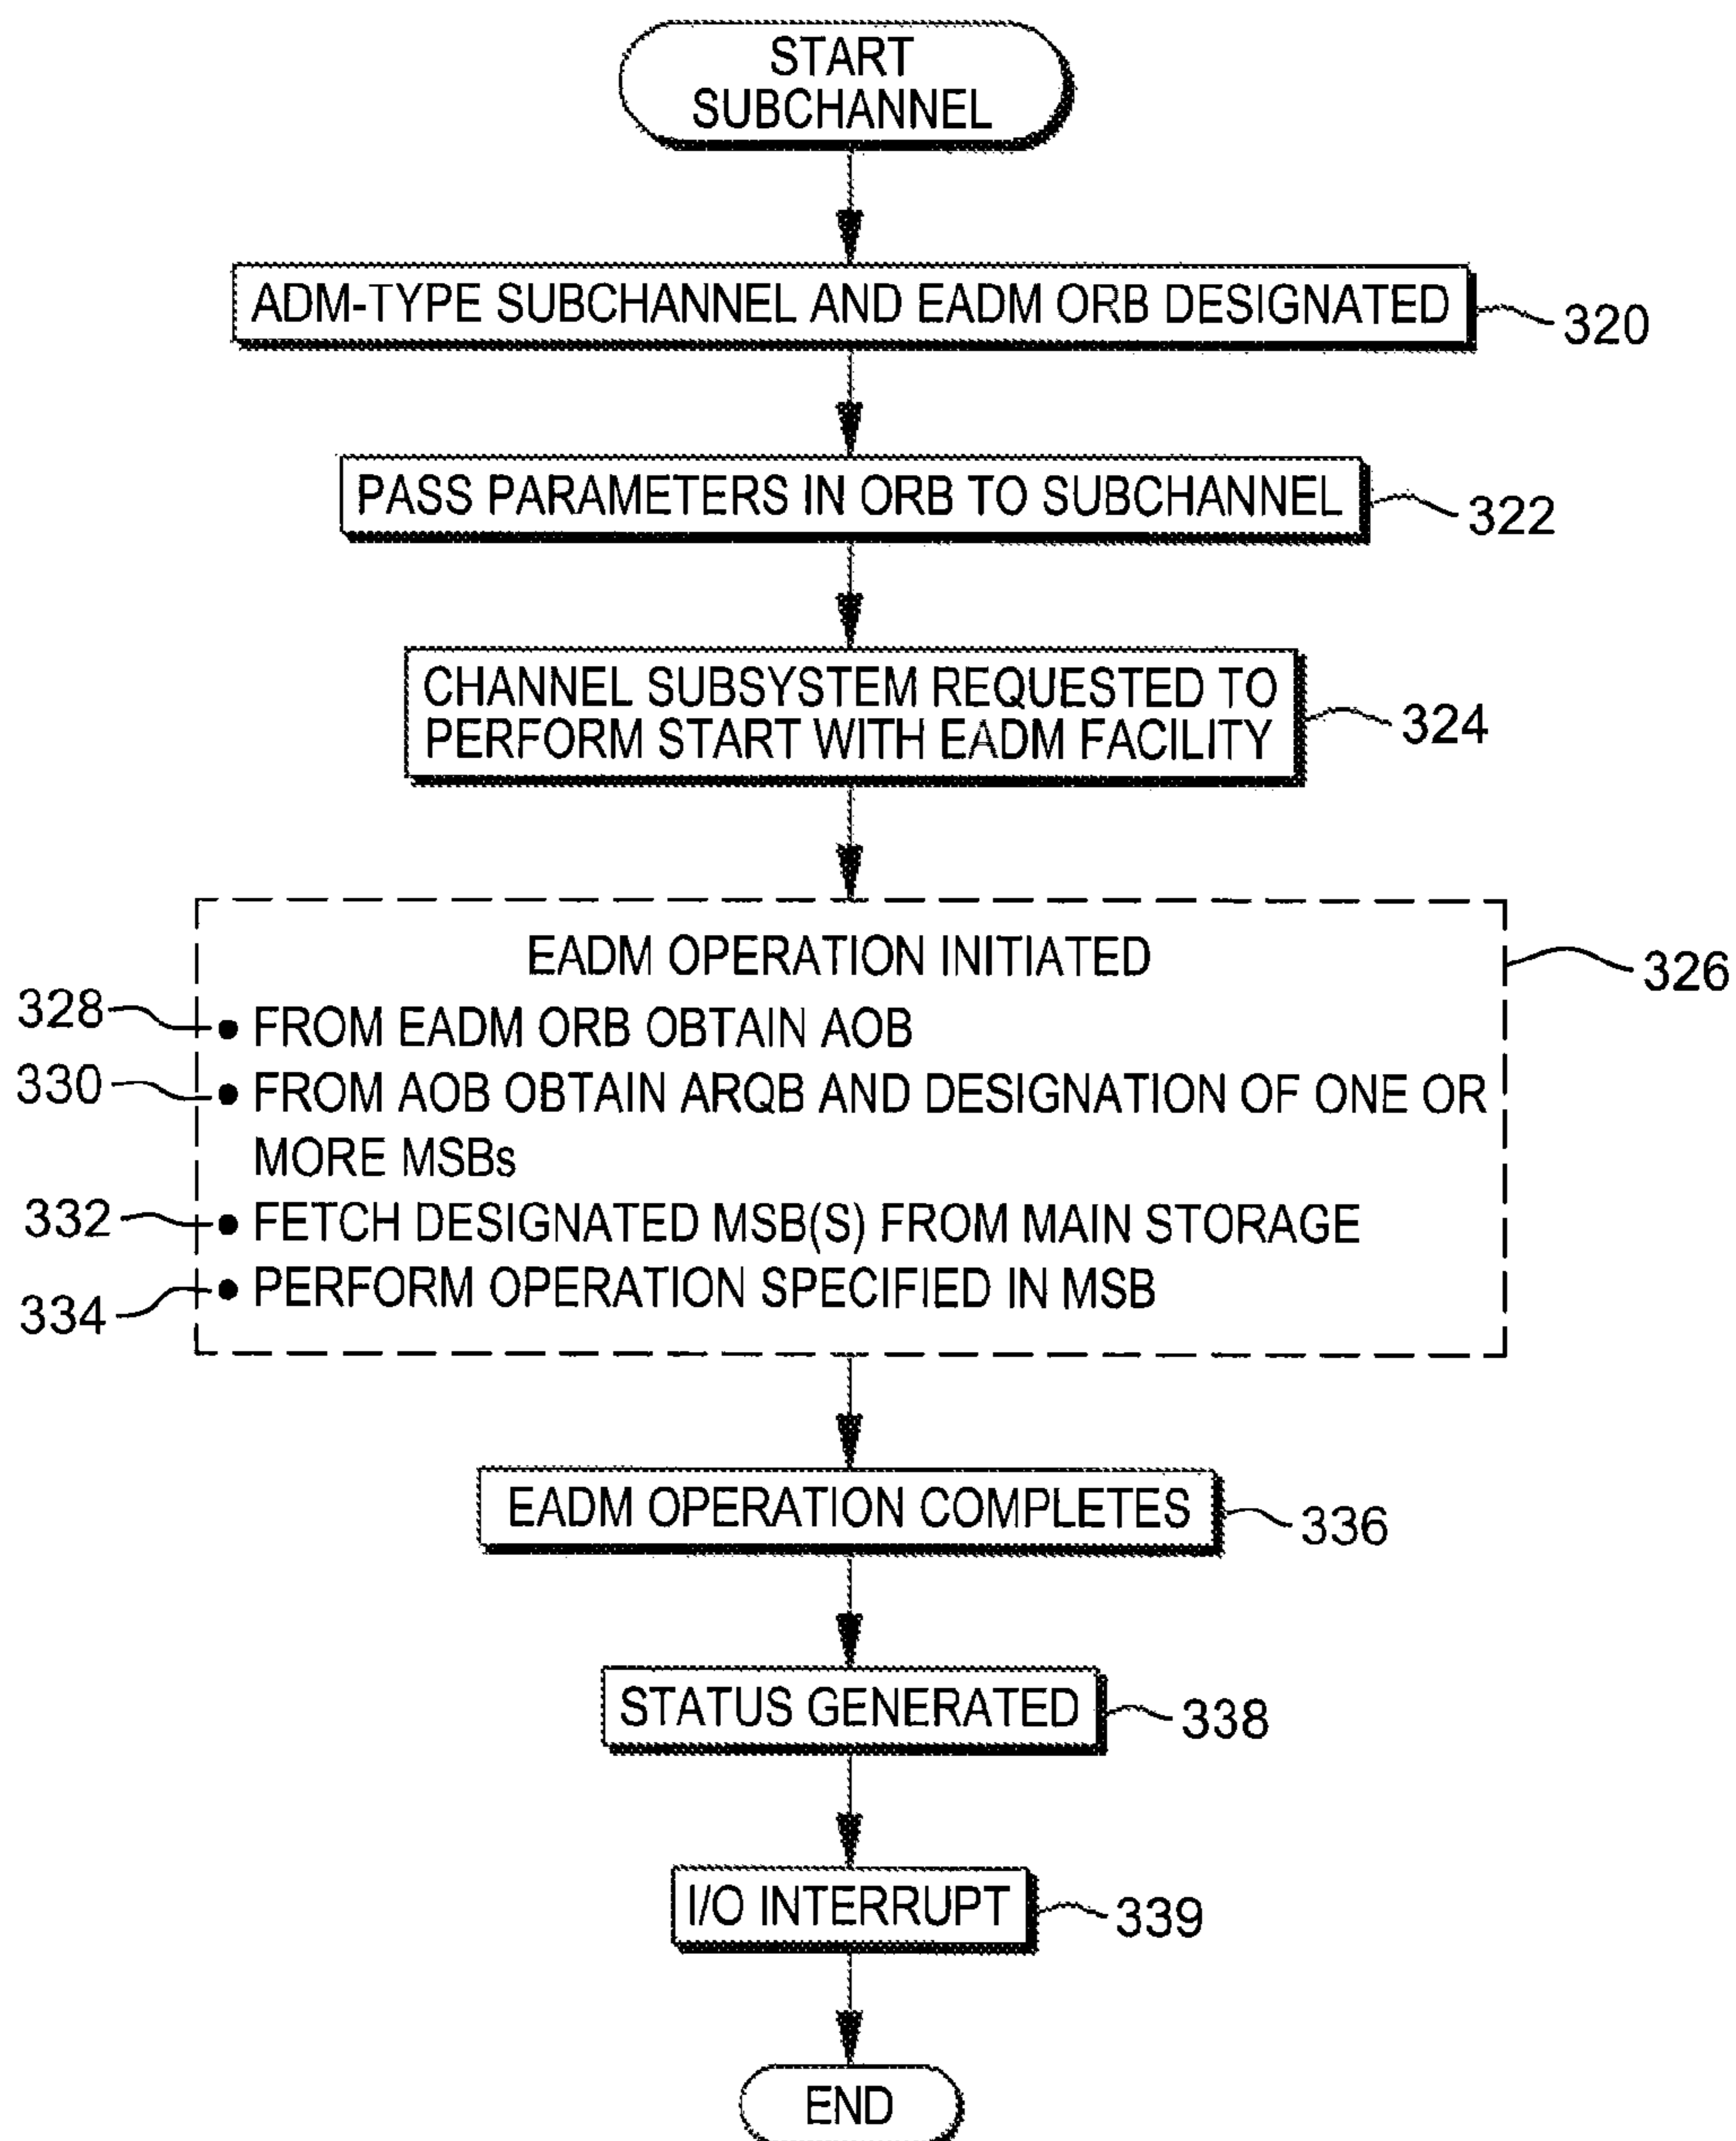 START
SUBCHANNEL
ADM-TYPE SUBCHANNEL AND EADM ORB DESIGNATED
320
PASS PARAMETERS IN ORB TO SUBCHANNEL
322
CHANNEL SUBSYSTEM REQUESTED TO
PERFORM START WITH EADM FACILITY
324
EADM OPERATION INITIATED
326
328
• FROM EADM ORB OBTAIN AOB
330
• FROM AOB OBTAIN ARQB AND DESIGNATION OF ONE OR
MORE MSBs
332
• FETCH DESIGNATED MSB(S) FROM MAIN STORAGE
334
• PERFORM OPERATION SPECIFIED IN MSB
EADM OPERATION COMPLETES
336
STATUS GENERATED
338
I/O INTERRUPT
339
END